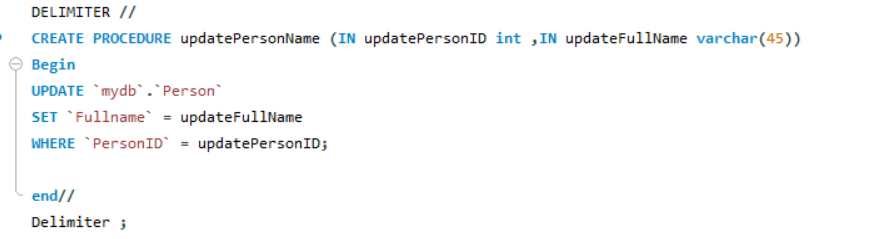 DELIMITER //
CREATE PROCEDURE updatePersonName (IN updatePersonID int ,IN updateFullName varchar(45))
Begin
UPDATE `mydb`.`Person`
SET `Fullname` = updateFullName
WHERE `PersonID` = updatePersonID;
end//
Delimiter ;